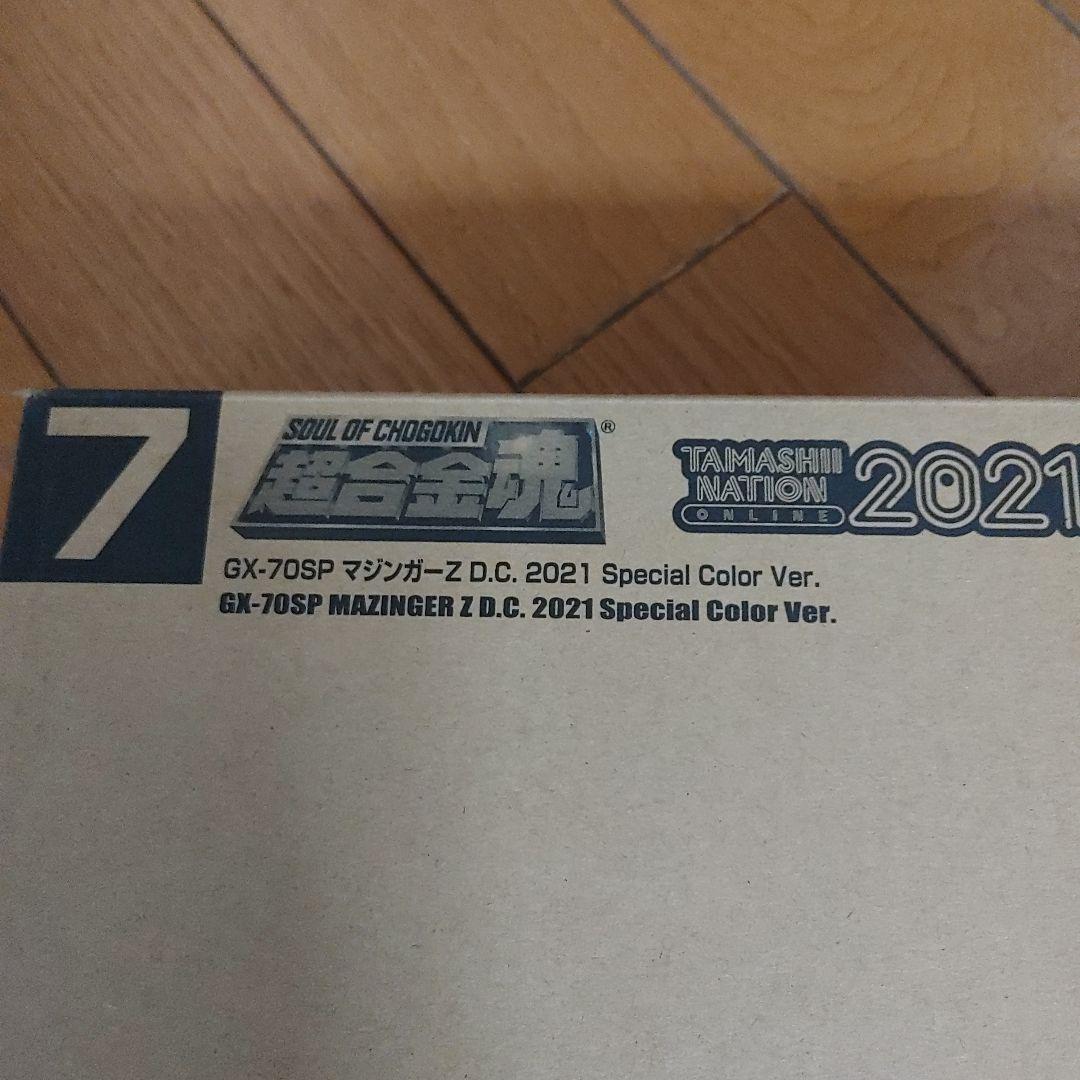 7
SOUL OF CHOGOKIN
超合金魂®
TAMASHII
NATION
ONLINE
2021
GX-70SP マジンガーZ D.C. 2021 Special Color Ver.
GX-70SP MAZINGER Z D.C. 2021 Special Color Ver.